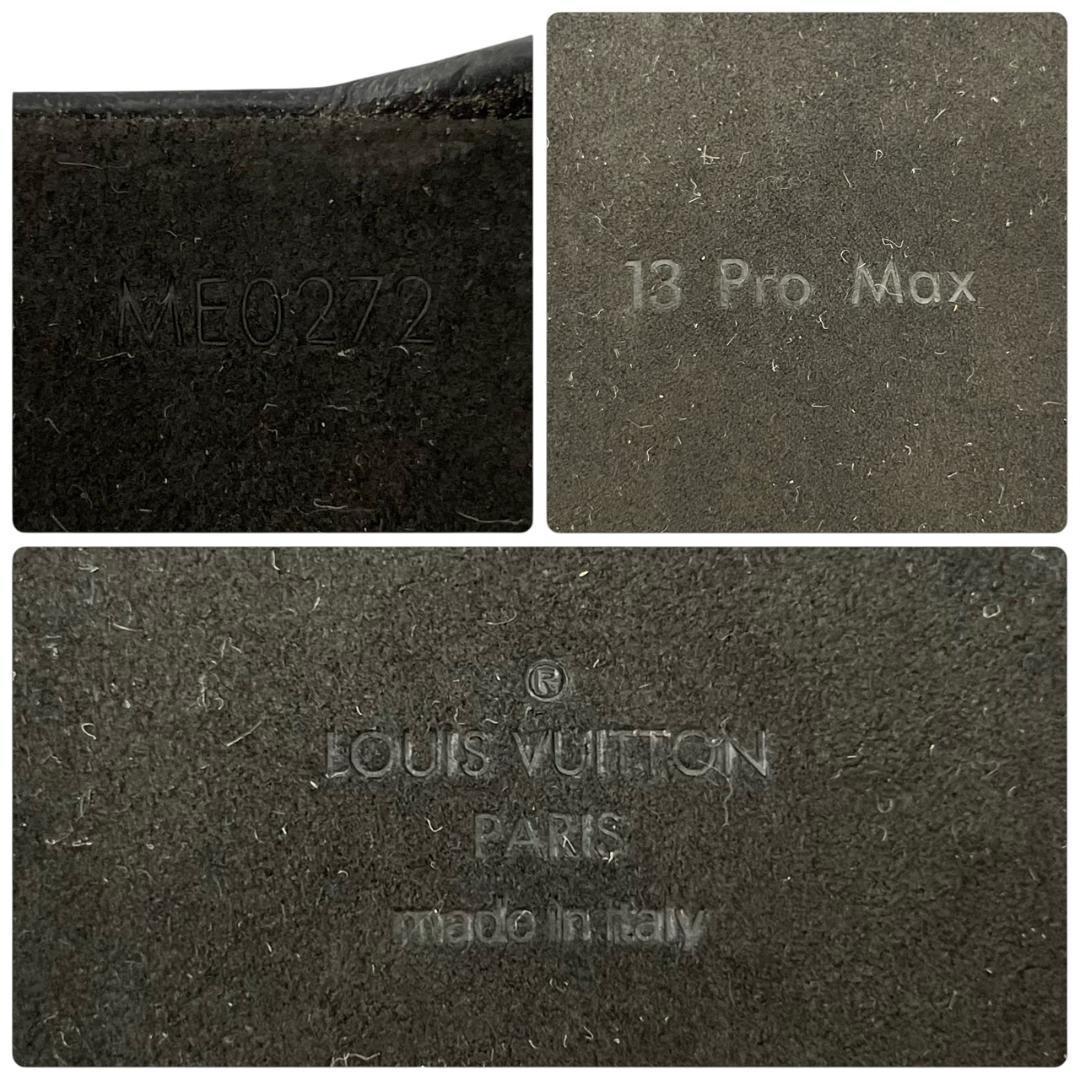 ME0272
13 Pro Max
®
LOUIS VUITTON
PARIS
made in Italy